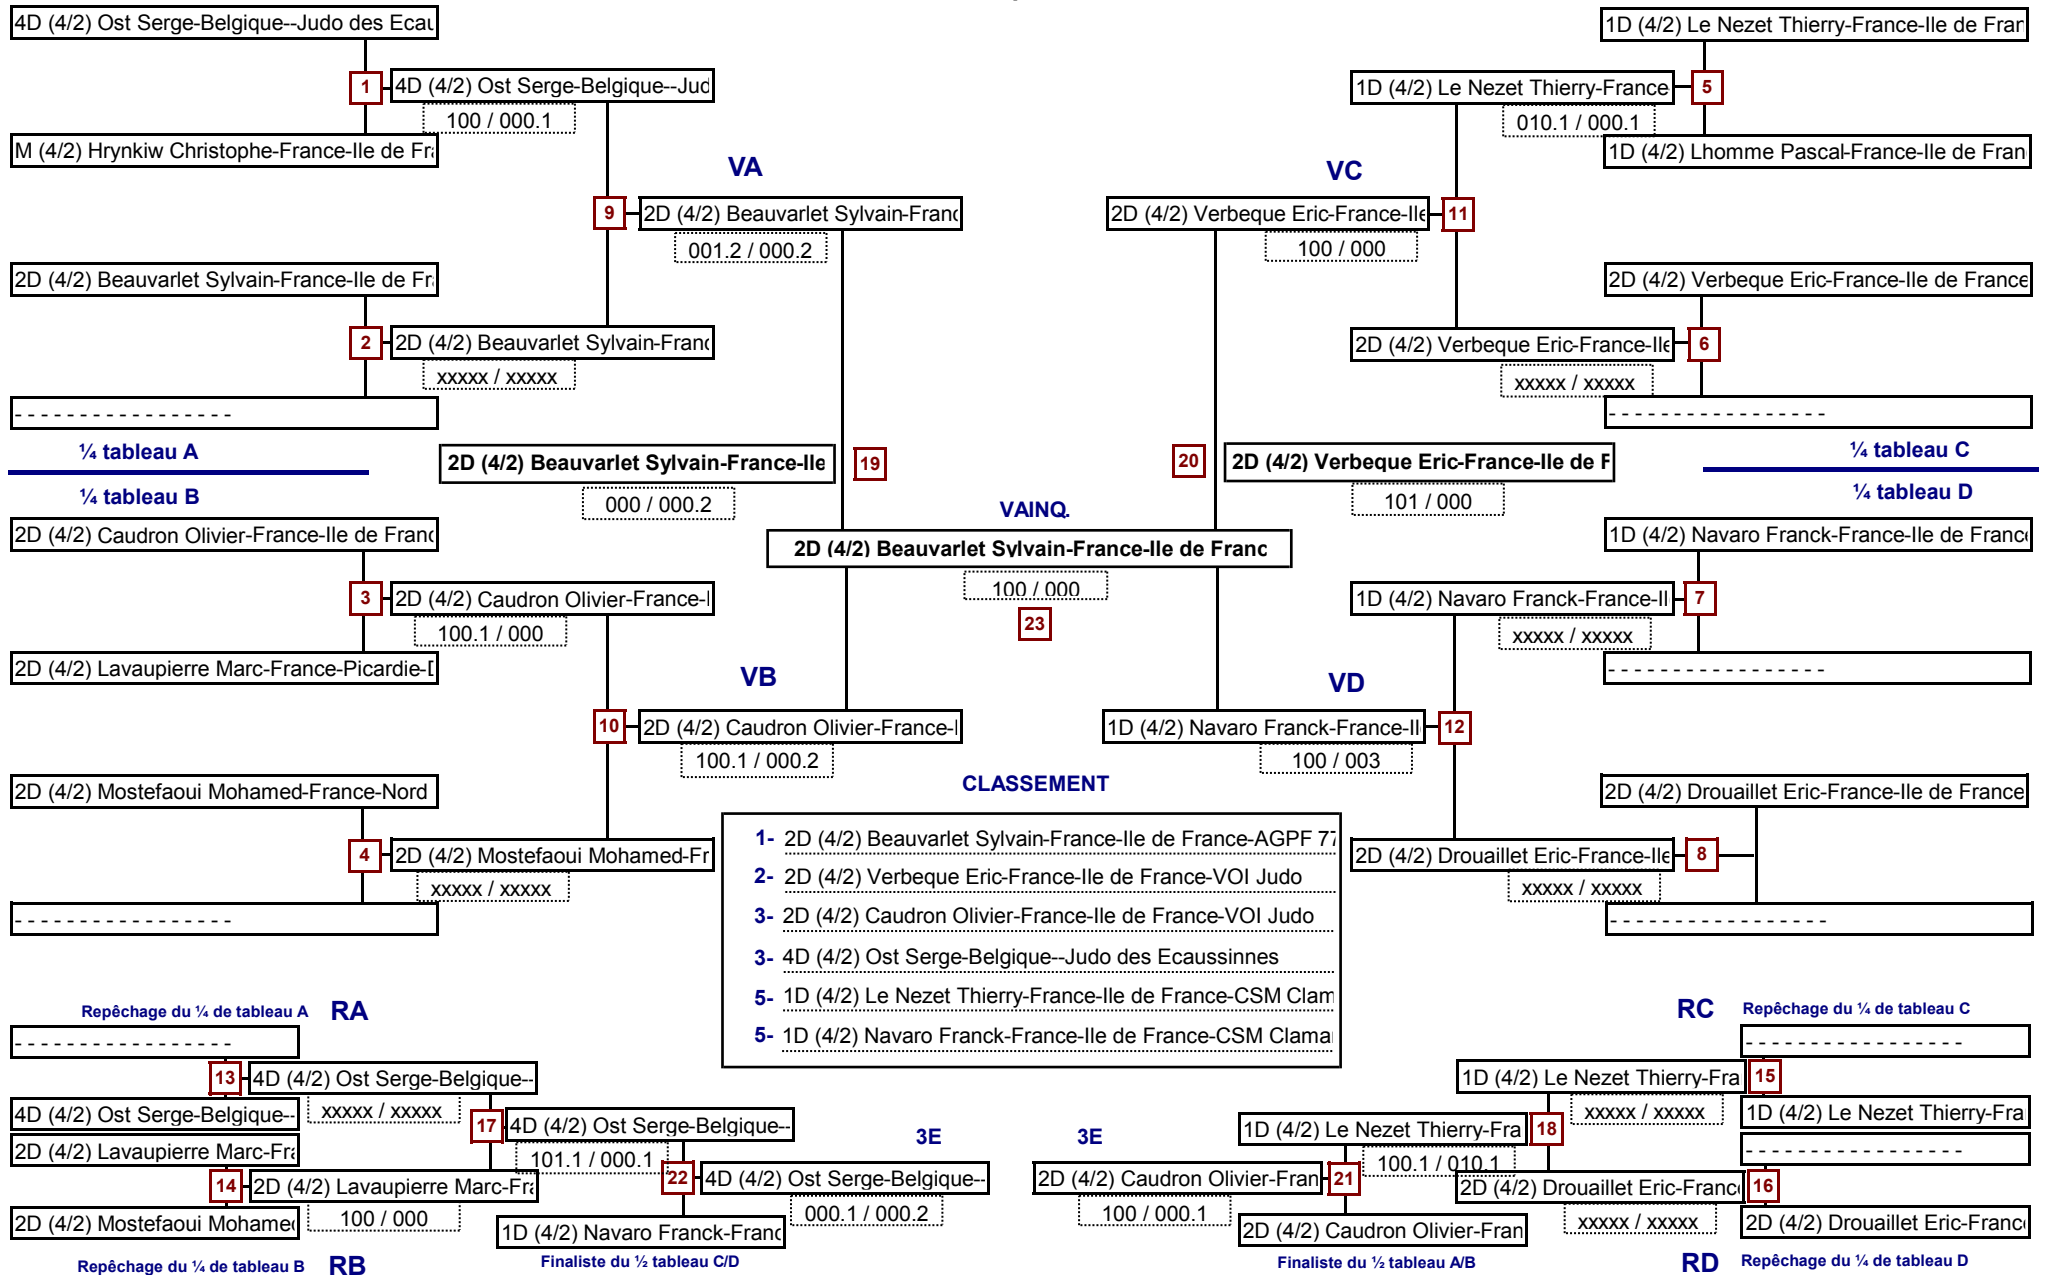 4D (4/2) Ost Serge-Belgique--Judo des Ecau
1D (4/2) Le Nezet Thierry-France-Ile de Fran
1
4D (4/2) Ost Serge-Belgique--Jud
1D (4/2) Le Nezet Thierry-France
5
100 / 000.1
010.1 / 000.1
M (4/2) Hrynkiw Christophe-France-Ile de Fra
1D (4/2) Lhomme Pascal-France-Ile de Fran
VA
VC
9
2D (4/2) Beauvarlet Sylvain-Franc
2D (4/2) Verbeque Eric-France-Ile
11
001.2 / 000.2
100 / 000
2D (4/2) Beauvarlet Sylvain-France-Ile de Fr
2D (4/2) Verbeque Eric-France-Ile de France
2
2D (4/2) Beauvarlet Sylvain-Franc
2D (4/2) Verbeque Eric-France-Ile
6
xxxxx / xxxxx
xxxxx / xxxxx
- - - - - - - - - - - - - - - - -
- - - - - - - - - - - - - - - - -
¼ tableau A
2D (4/2) Beauvarlet Sylvain-France-Ile
19
20
2D (4/2) Verbeque Eric-France-Ile de F
¼ tableau C
¼ tableau B
000 / 000.2
101 / 000
¼ tableau D
VAINQ.
2D (4/2) Caudron Olivier-France-Ile de Franc
2D (4/2) Beauvarlet Sylvain-France-Ile de Franc
1D (4/2) Navaro Franck-France-Ile de France
3
2D (4/2) Caudron Olivier-France-I
100 / 000
1D (4/2) Navaro Franck-France-Il
7
100.1 / 000
23
xxxxx / xxxxx
2D (4/2) Lavaupierre Marc-France-Picardie-D
- - - - - - - - - - - - - - - - -
VB
VD
10
2D (4/2) Caudron Olivier-France-I
1D (4/2) Navaro Franck-France-Il
12
100.1 / 000.2
100 / 003
2D (4/2) Mostefaoui Mohamed-France-Nord
CLASSEMENT
2D (4/2) Drouaillet Eric-France-Ile de France
4
2D (4/2) Mostefaoui Mohamed-Fr
1- 2D (4/2) Beauvarlet Sylvain-France-Ile de France-AGPF 77
2D (4/2) Drouaillet Eric-France-Ile
8
xxxxx / xxxxx
2- 2D (4/2) Verbeque Eric-France-Ile de France-VOI Judo
xxxxx / xxxxx
- - - - - - - - - - - - - - - - -
3- 2D (4/2) Caudron Olivier-France-Ile de France-VOI Judo
- - - - - - - - - - - - - - - - -
3- 4D (4/2) Ost Serge-Belgique--Judo des Ecaussinnes
5- 1D (4/2) Le Nezet Thierry-France-Ile de France-CSM Clam
5- 1D (4/2) Navaro Franck-France-Ile de France-CSM Clamar
Repêchage du ¼ de tableau A RA
RC Repêchage du ¼ de tableau C
- - - - - - - - - - - - - - - - -
- - - - - - - - - - - - - - - - -
13
4D (4/2) Ost Serge-Belgique--
1D (4/2) Le Nezet Thierry-Fra
15
4D (4/2) Ost Serge-Belgique--
xxxxx / xxxxx
xxxxx / xxxxx
1D (4/2) Le Nezet Thierry-Fra
17
4D (4/2) Ost Serge-Belgique--
3E
3E
1D (4/2) Le Nezet Thierry-Fra
18
2D (4/2) Lavaupierre Marc-Fra
101.1 / 000.1
100.1 / 010.1
- - - - - - - - - - - - - - - - -
14
2D (4/2) Lavaupierre Marc-Fra
22
4D (4/2) Ost Serge-Belgique--
2D (4/2) Caudron Olivier-Fran
21
2D (4/2) Drouaillet Eric-Franc
16
2D (4/2) Mostefaoui Mohamed
100 / 000
1D (4/2) Navaro Franck-Franc
000.1 / 000.2
100 / 000.1
2D (4/2) Caudron Olivier-Fran
xxxxx / xxxxx
2D (4/2) Drouaillet Eric-Franc
Repêchage du ¼ de tableau B RB
Finaliste du ½ tableau C/D
Finaliste du ½ tableau A/B
RD Repêchage du ¼ de tableau D